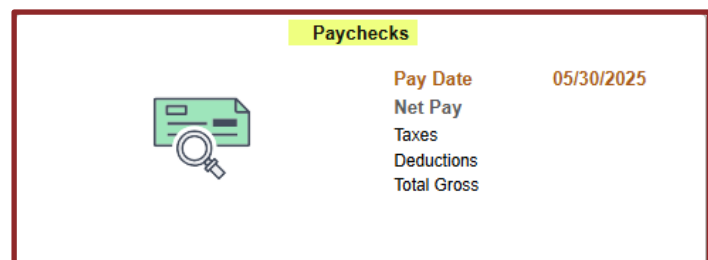 Paychecks
Pay Date 05/30/2025
Net Pay
Taxes
Deductions
Total Gross